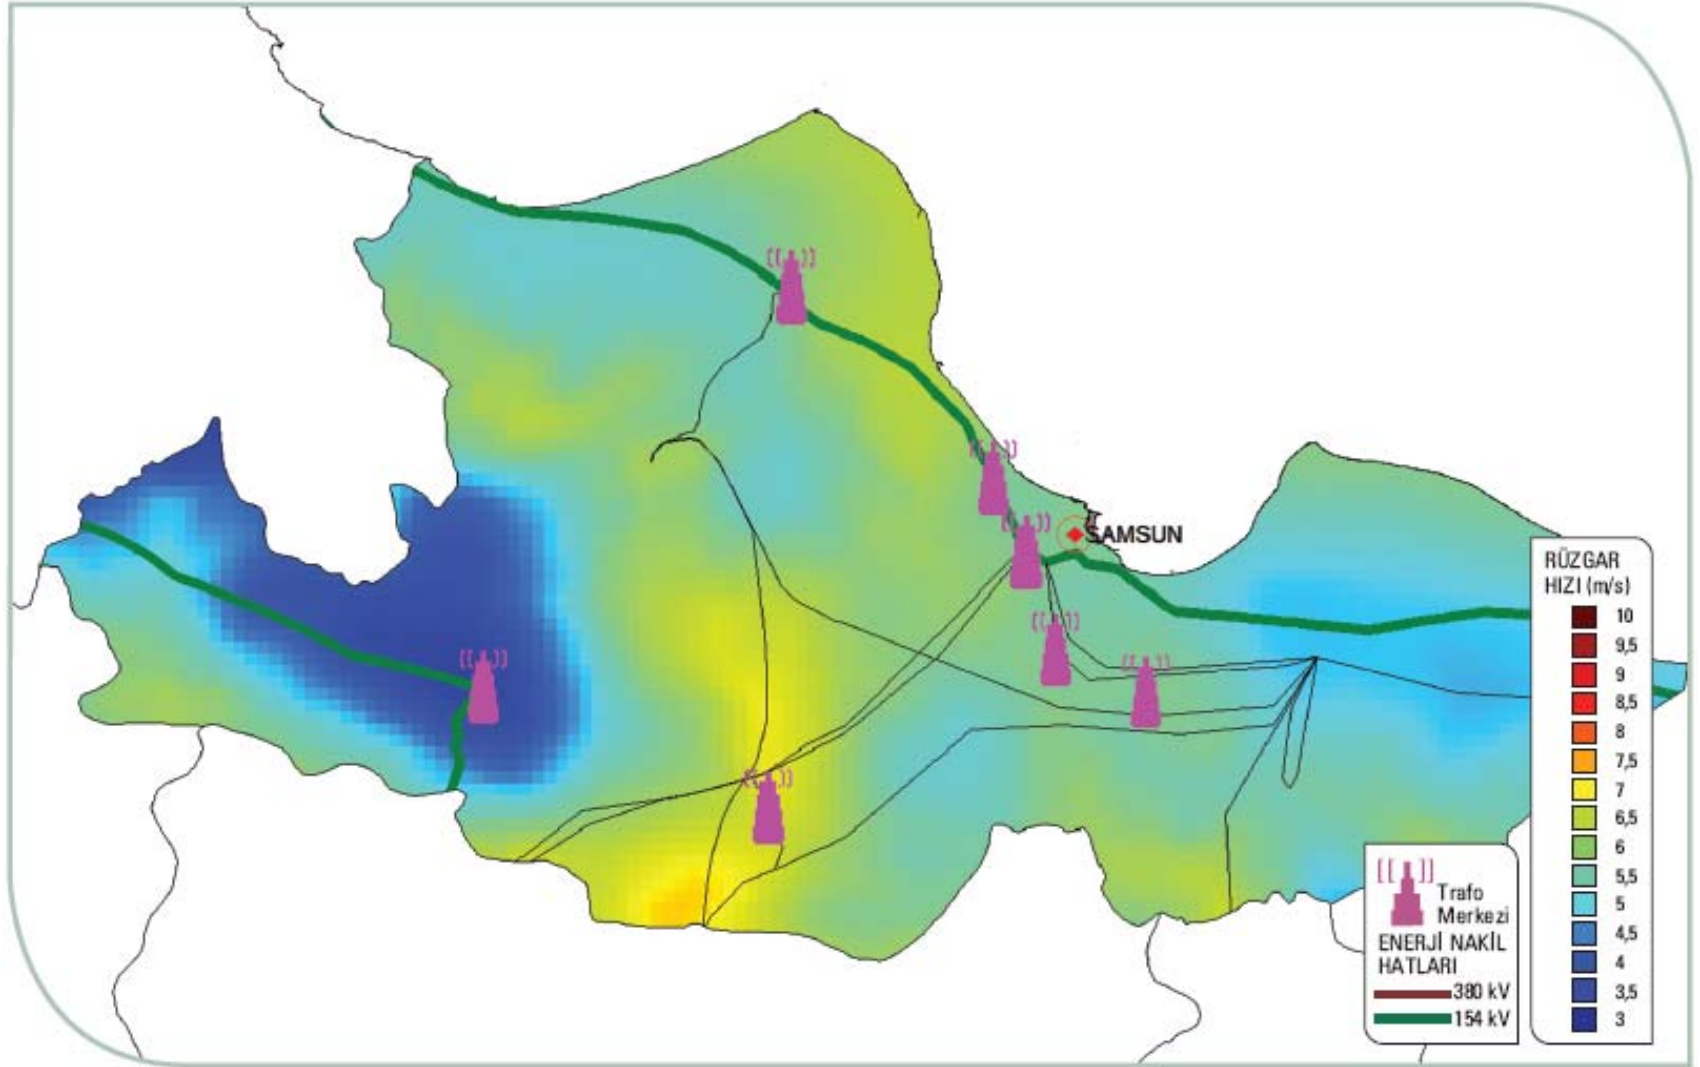 SAMSUN
RÜZGAR
HIZI (m/s)
10
9,5
9
8,5
8
7,5
7
6,5
6
5,5
5
4,5
4
3,5
3
Trafo
Merkezi
ENERJİ NAKİL
HATLARI
380 kV
154 kV